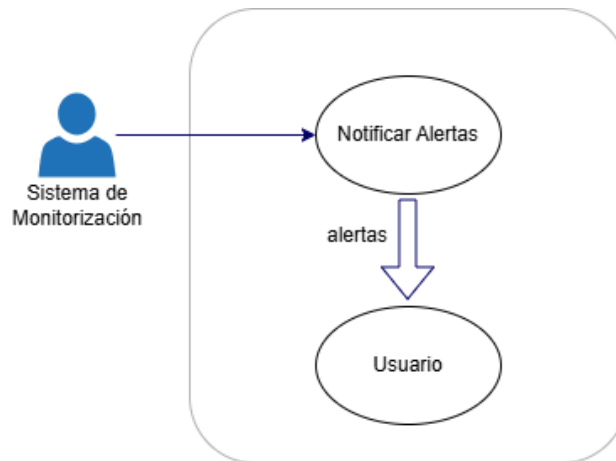 Notificar Alertas
Sistema de
Monitorización
alertas
Usuario